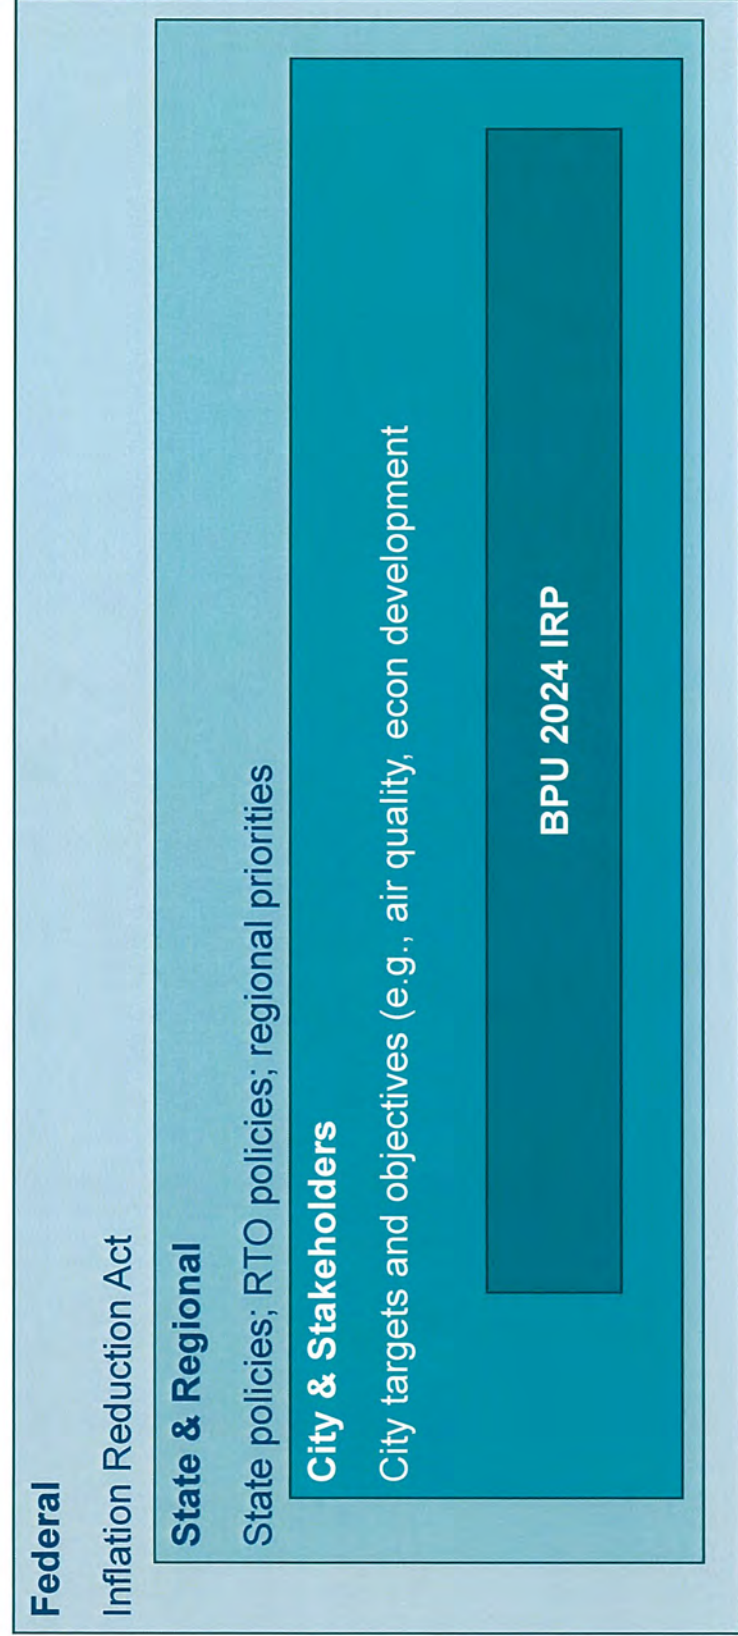 Federal
Inflation Reduction Act
State & Regional
State policies; RTO policies; regional priorities
City & Stakeholders
City targets and objectives (e.g., air quality, econ development
BPU 2024 IRP